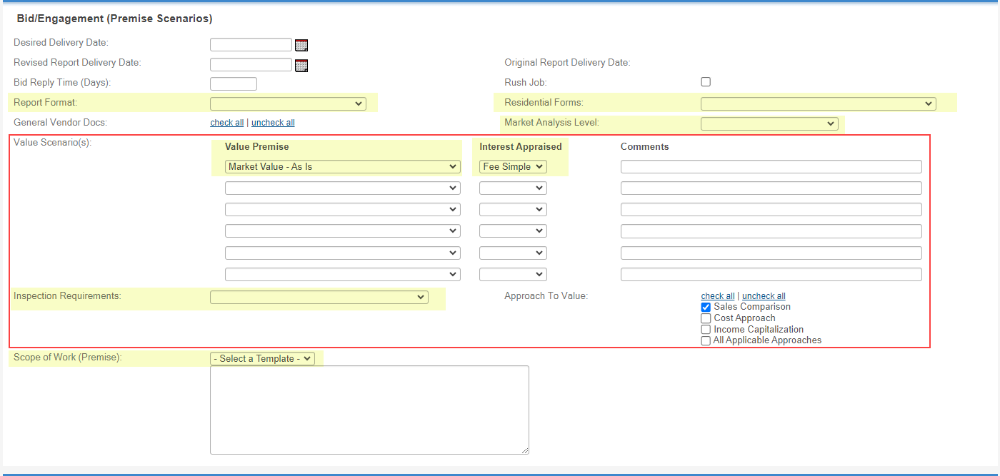 Bid/Engagement (Premise Scenarios)
Desired Delivery Date:
Revised Report Delivery Date:
Original Report Delivery Date:
Bid Reply Time (Days):
Rush Job:
Report Format:
Residential Forms:
General Vendor Docs:
check all | uncheck all
Market Analysis Level:
Value Scenario(s):
Value Premise
Interest Appraised
Comments
Market Value - As Is
Fee Simple
Inspection Requirements:
Approach To Value:
check all | uncheck all
Sales Comparison
Cost Approach
Income Capitalization
All Applicable Approaches
Scope of Work (Premise):
- Select a Template -